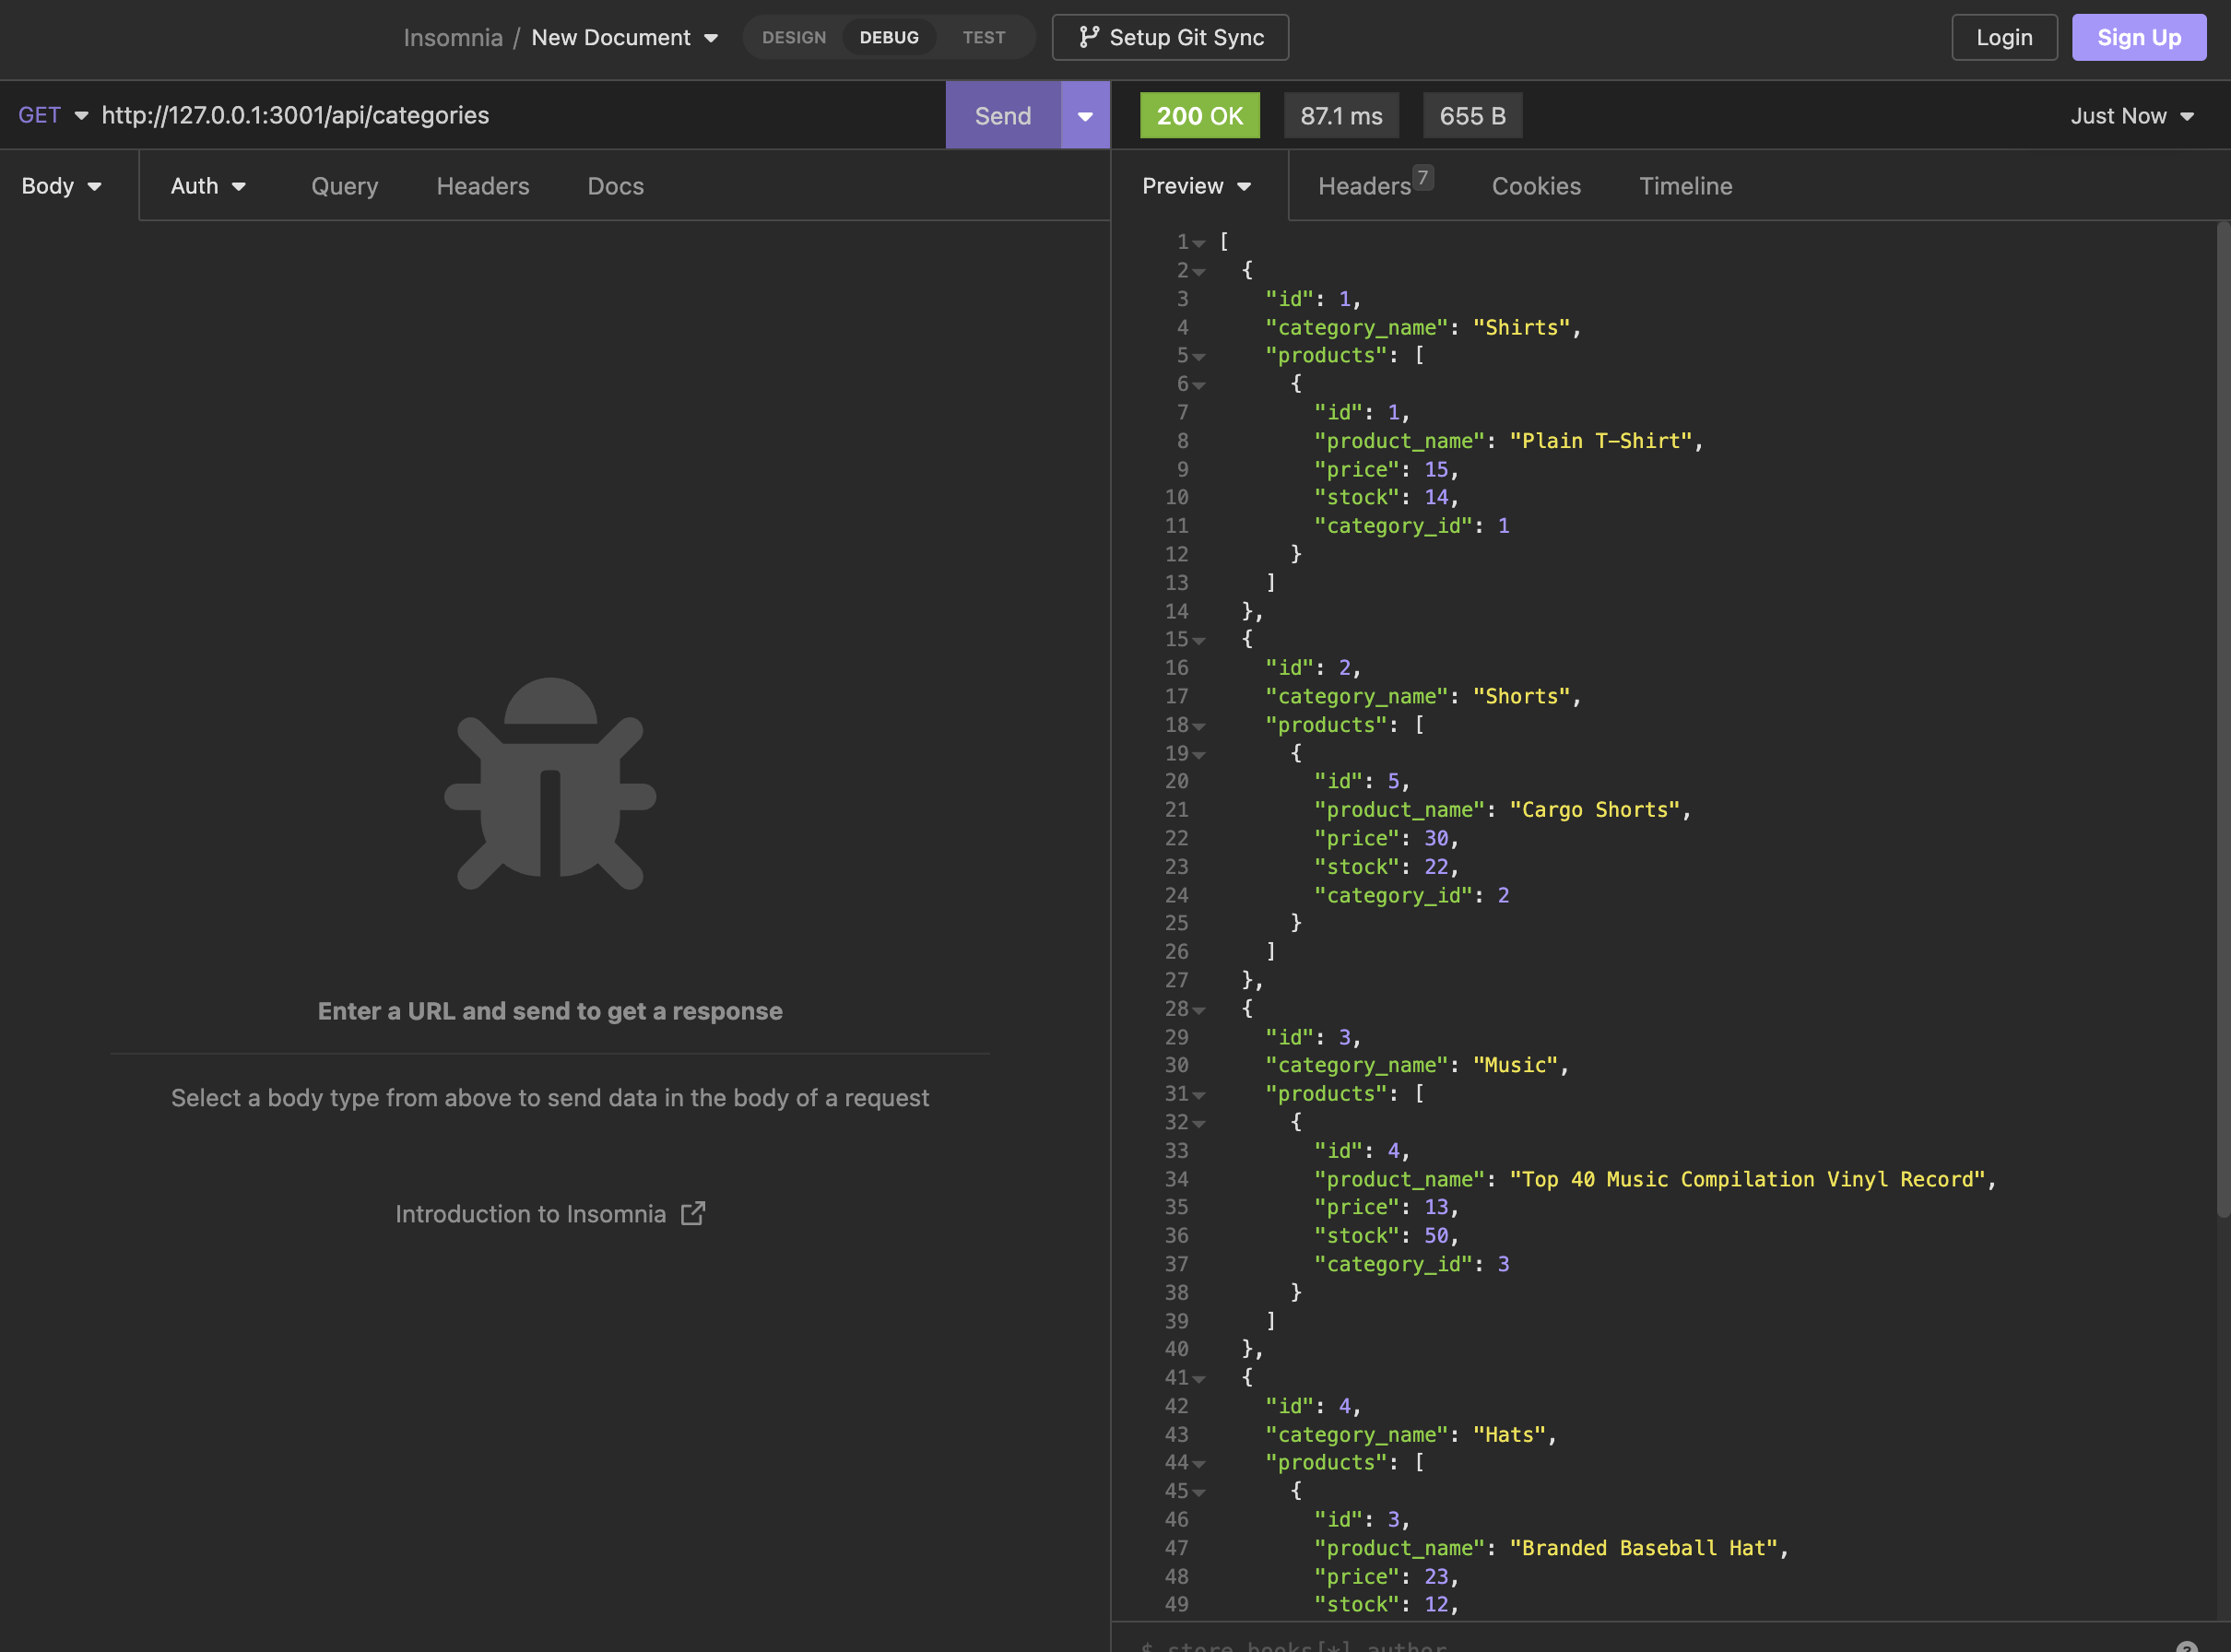 Insomnia / New Document
DESIGN DEBUG TEST
Setup Git Sync
Login
Sign Up
GET http://127.0.0.1:3001/api/categories
Send
200 OK
87.1 ms
655 B
Just Now
Body
Auth
Query
Headers
Docs
Enter a URL and send to get a response
Select a body type from above to send data in the body of a request
Introduction to Insomnia
Preview
Headers 7
Cookies
Timeline
1 [
2 {
3 "id": 1,
4 "category_name": "Shirts",
5 "products": [
6 {
7 "id": 1,
8 "product_name": "Plain T-Shirt",
9 "price": 15,
10 "stock": 14,
11 "category_id": 1
12 }
13 ]
14 },
15 {
16 "id": 2,
17 "category_name": "Shorts",
18 "products": [
19 {
20 "id": 5,
21 "product_name": "Cargo Shorts",
22 "price": 30,
23 "stock": 22,
24 "category_id": 2
25 }
26 ]
27 },
28 {
29 "id": 3,
30 "category_name": "Music",
31 "products": [
32 {
33 "id": 4,
34 "product_name": "Top 40 Music Compilation Vinyl Record",
35 "price": 13,
36 "stock": 50,
37 "category_id": 3
38 }
39 ]
40 },
41 {
42 "id": 4,
43 "category_name": "Hats",
44 "products": [
45 {
46 "id": 3,
47 "product_name": "Branded Baseball Hat",
48 "price": 23,
49 "stock": 12,
$.store.books[*].author